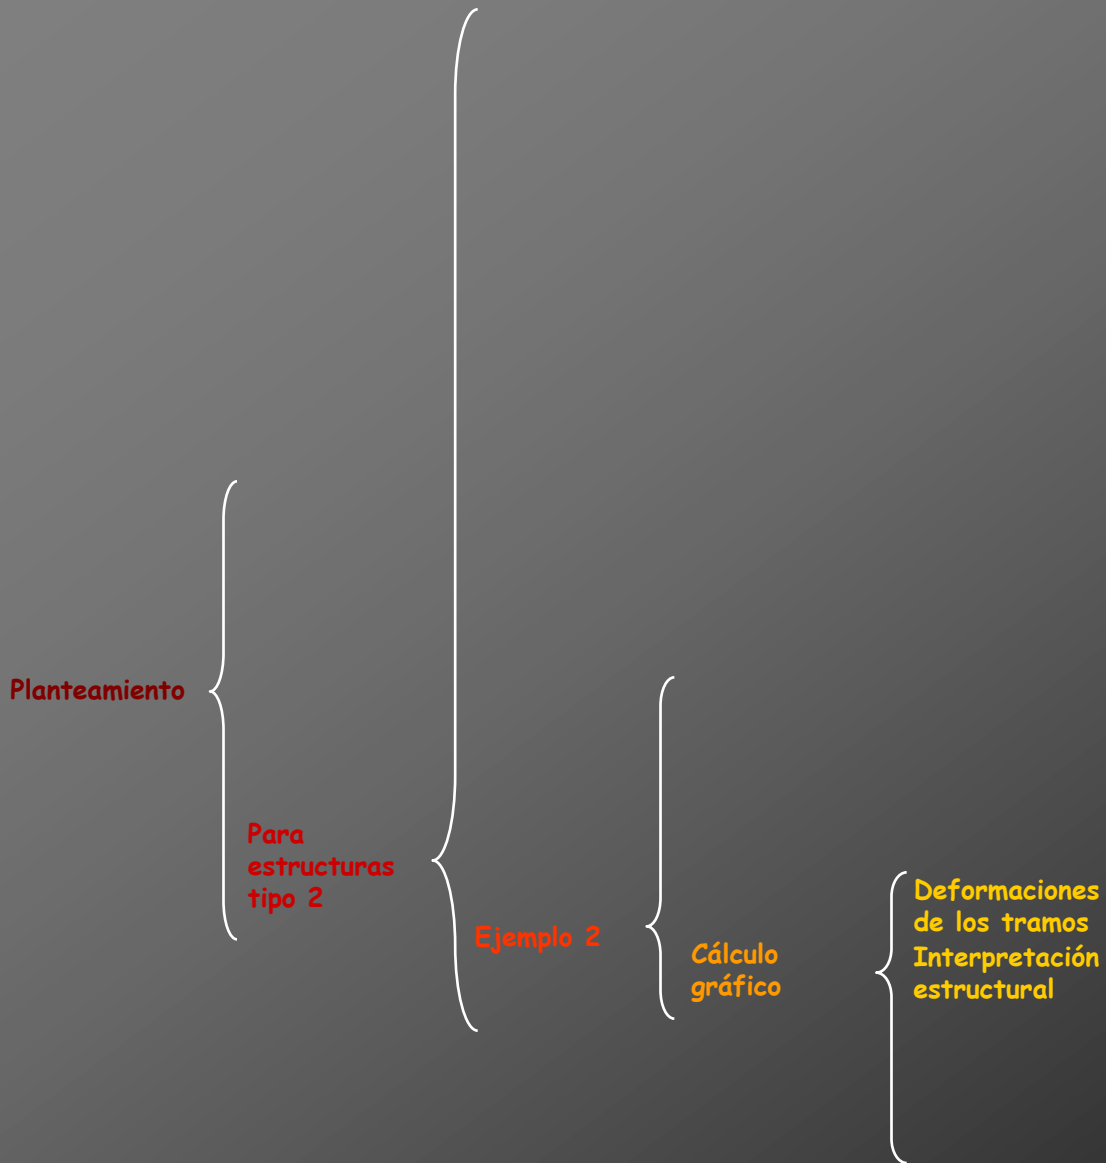 Planteamiento
Para
estructuras
tipo 2
Ejemplo 2
Cálculo
gráfico
Deformaciones
de los tramos
Interpretación
estructural